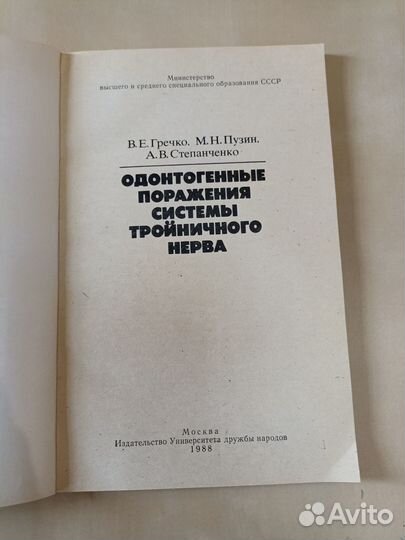 Министерство
высшего и среднего специального образования СССР
В. Е. Гречко, М. Н. Пузин,
А. В. Степанченко
ОДОНТОГЕННЫЕ
ПОРАЖЕНИЯ
СИСТЕМЫ
ТРОЙНИЧНОГО
НЕРВА
Москва
Издательство Университета дружбы народов
1988
Avito